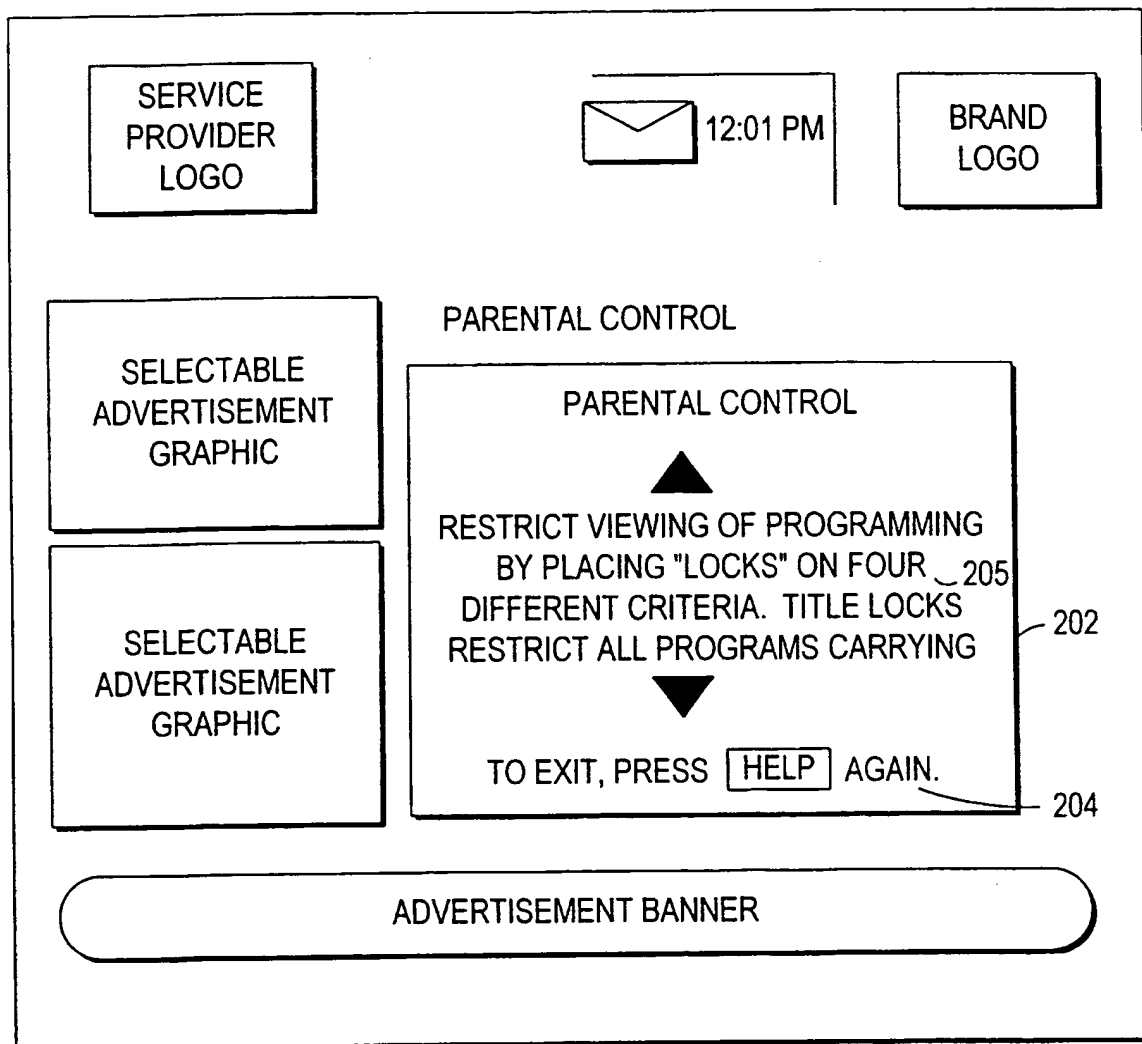 SERVICE
PROVIDER
LOGO
12:01 PM
BRAND
LOGO
SELECTABLE
ADVERTISEMENT
GRAPHIC
SELECTABLE
ADVERTISEMENT
GRAPHIC
PARENTAL CONTROL
PARENTAL CONTROL
RESTRICT VIEWING OF PROGRAMMING
BY PLACING "LOCKS" ON FOUR 205
DIFFERENT CRITERIA. TITLE LOCKS
RESTRICT ALL PROGRAMS CARRYING
202
TO EXIT, PRESS HELP AGAIN.
204
ADVERTISEMENT BANNER